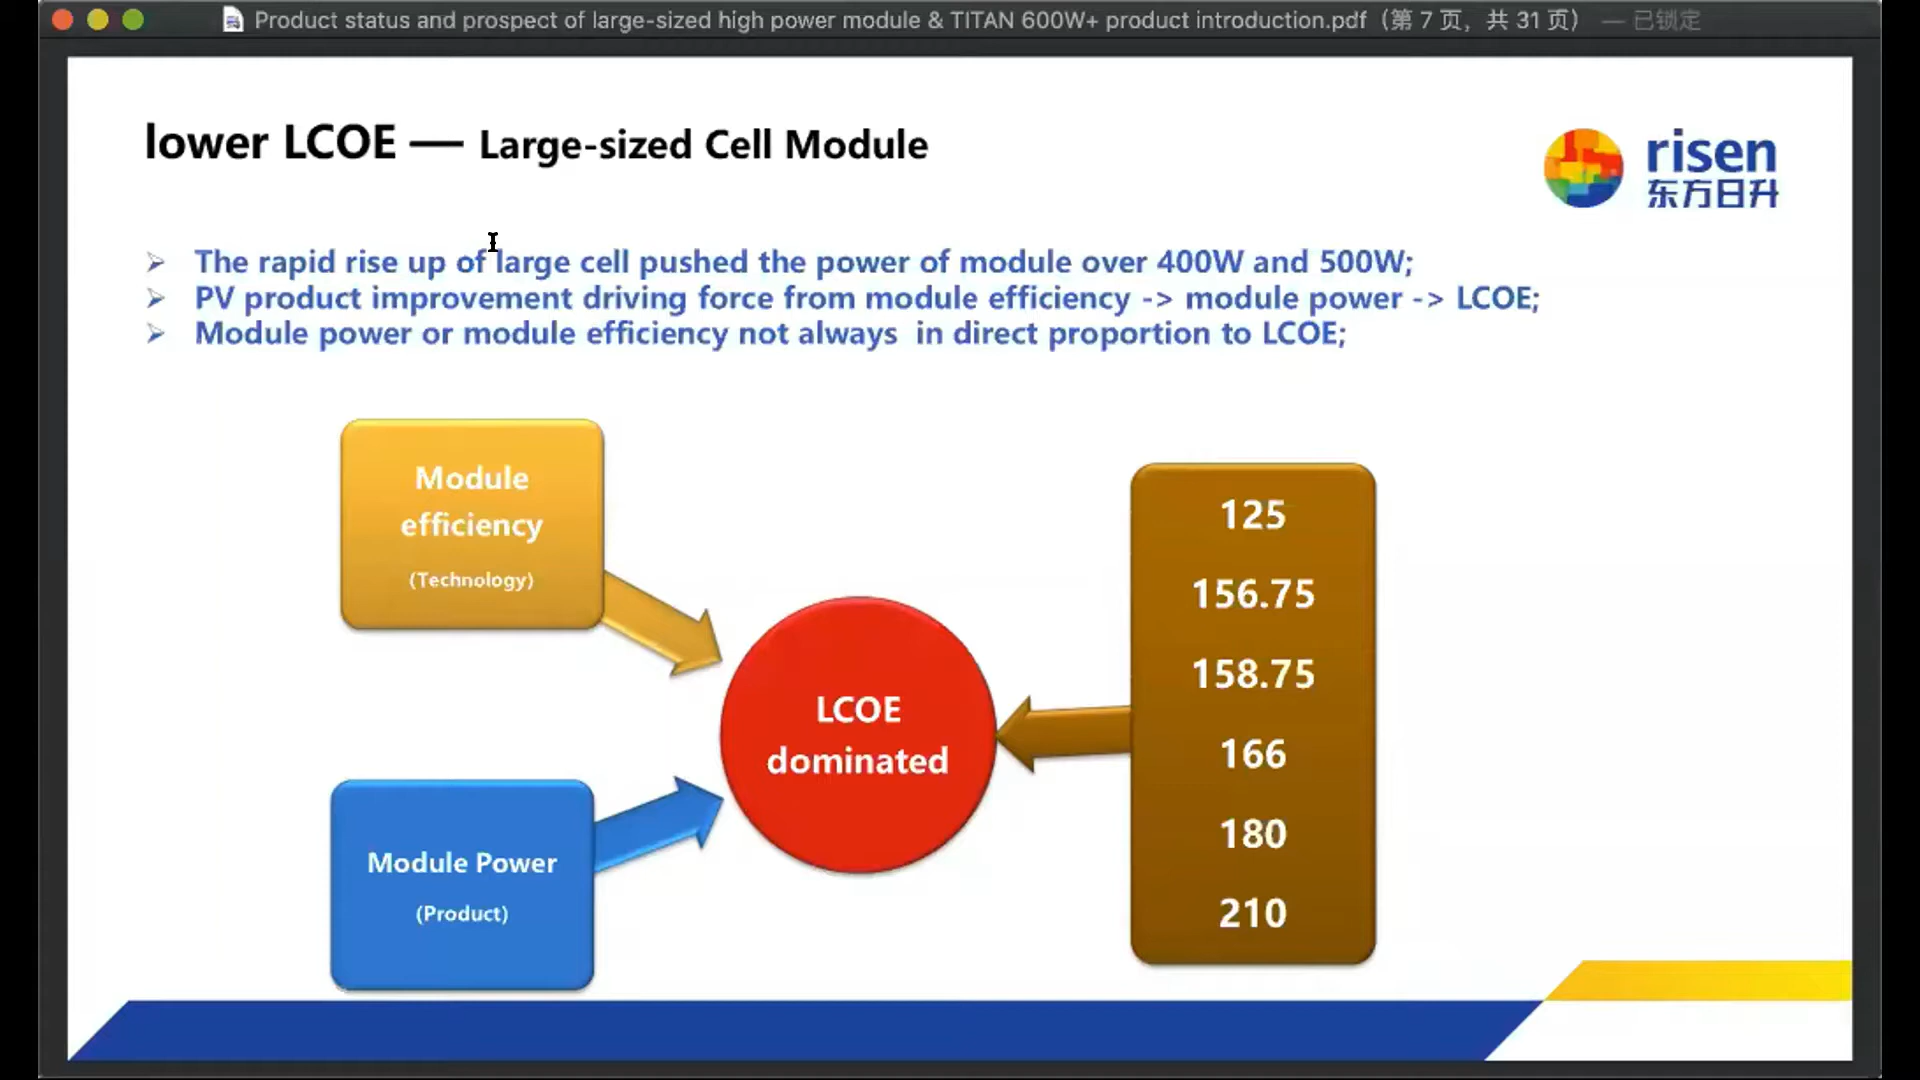 Product status and prospect of large-sized high power module & TITAN 600W+ product introduction.pdf（第 7 页，共 31 页） — 已锁定
lower LCOE — Large-sized Cell Module
risen
东方日升
➢ The rapid rise up of large cell pushed the power of module over 400W and 500W;
➢ PV product improvement driving force from module efficiency -> module power -> LCOE;
➢ Module power or module efficiency not always in direct proportion to LCOE;
Module
efficiency
(Technology)
Module Power
(Product)
LCOE
dominated
125
156.75
158.75
166
180
210